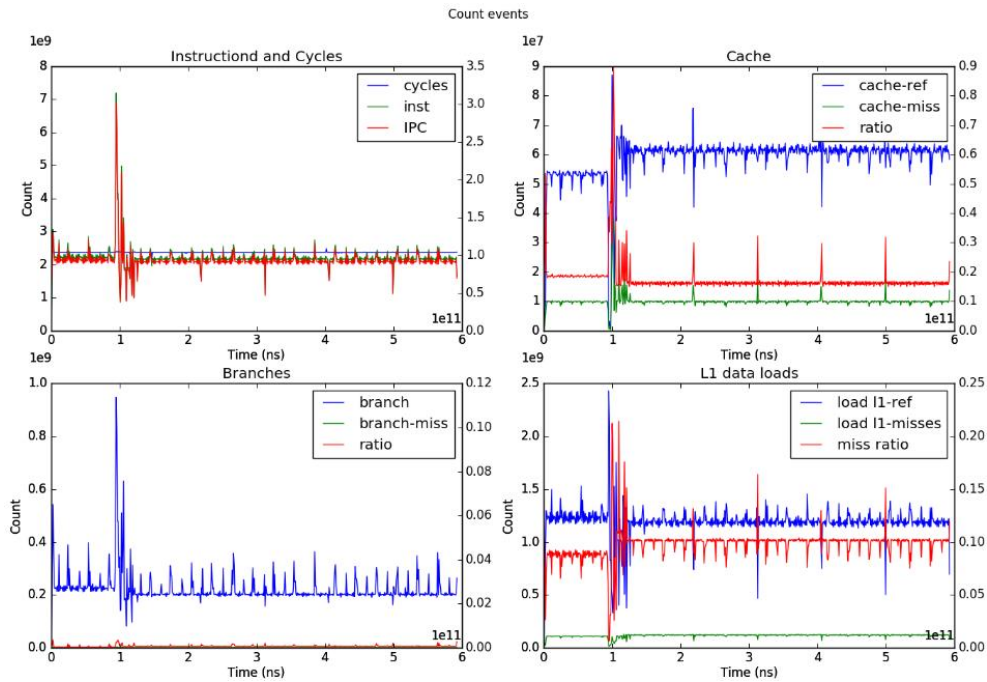 Count events
Instructiond and Cycles
1e9
8
7
6
5
4
3
2
1
0
Count
3.5
3.0
2.5
2.0
1.5
1.0
0.5
0.0
cycles
inst
IPC
0 1 2 3 4 5 6
1e11
Time (ns)
Cache
1e7
9
8
7
6
5
4
3
2
1
0
Count
0.9
0.8
0.7
0.6
0.5
0.4
0.3
0.2
0.1
0.0
cache-ref
cache-miss
ratio
0 1 2 3 4 5 6
1e11
Time (ns)
Branches
1e9
1.0
0.8
0.6
0.4
0.2
0.0
Count
0.12
0.10
0.08
0.06
0.04
0.02
0.00
branch
branch-miss
ratio
0 1 2 3 4 5 6
1e11
Time (ns)
L1 data loads
1e9
2.5
2.0
1.5
1.0
0.5
0.0
Count
0.25
0.20
0.15
0.10
0.05
0.00
load l1-ref
load l1-misses
miss ratio
0 1 2 3 4 5 6
1e11
Time (ns)